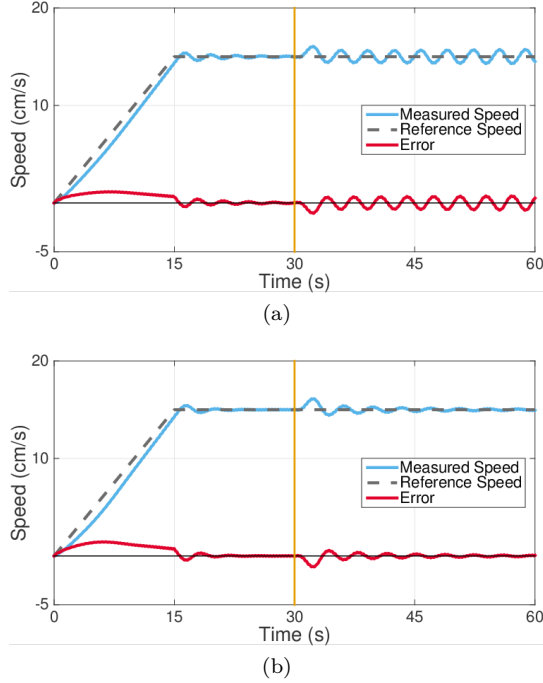 20
10
-5
Speed (cm/s)
Measured Speed
Reference Speed
Error
0 15 30 45 60
Time (s)
(a)
20
10
-5
Speed (cm/s)
Measured Speed
Reference Speed
Error
0 15 30 45 60
Time (s)
(b)